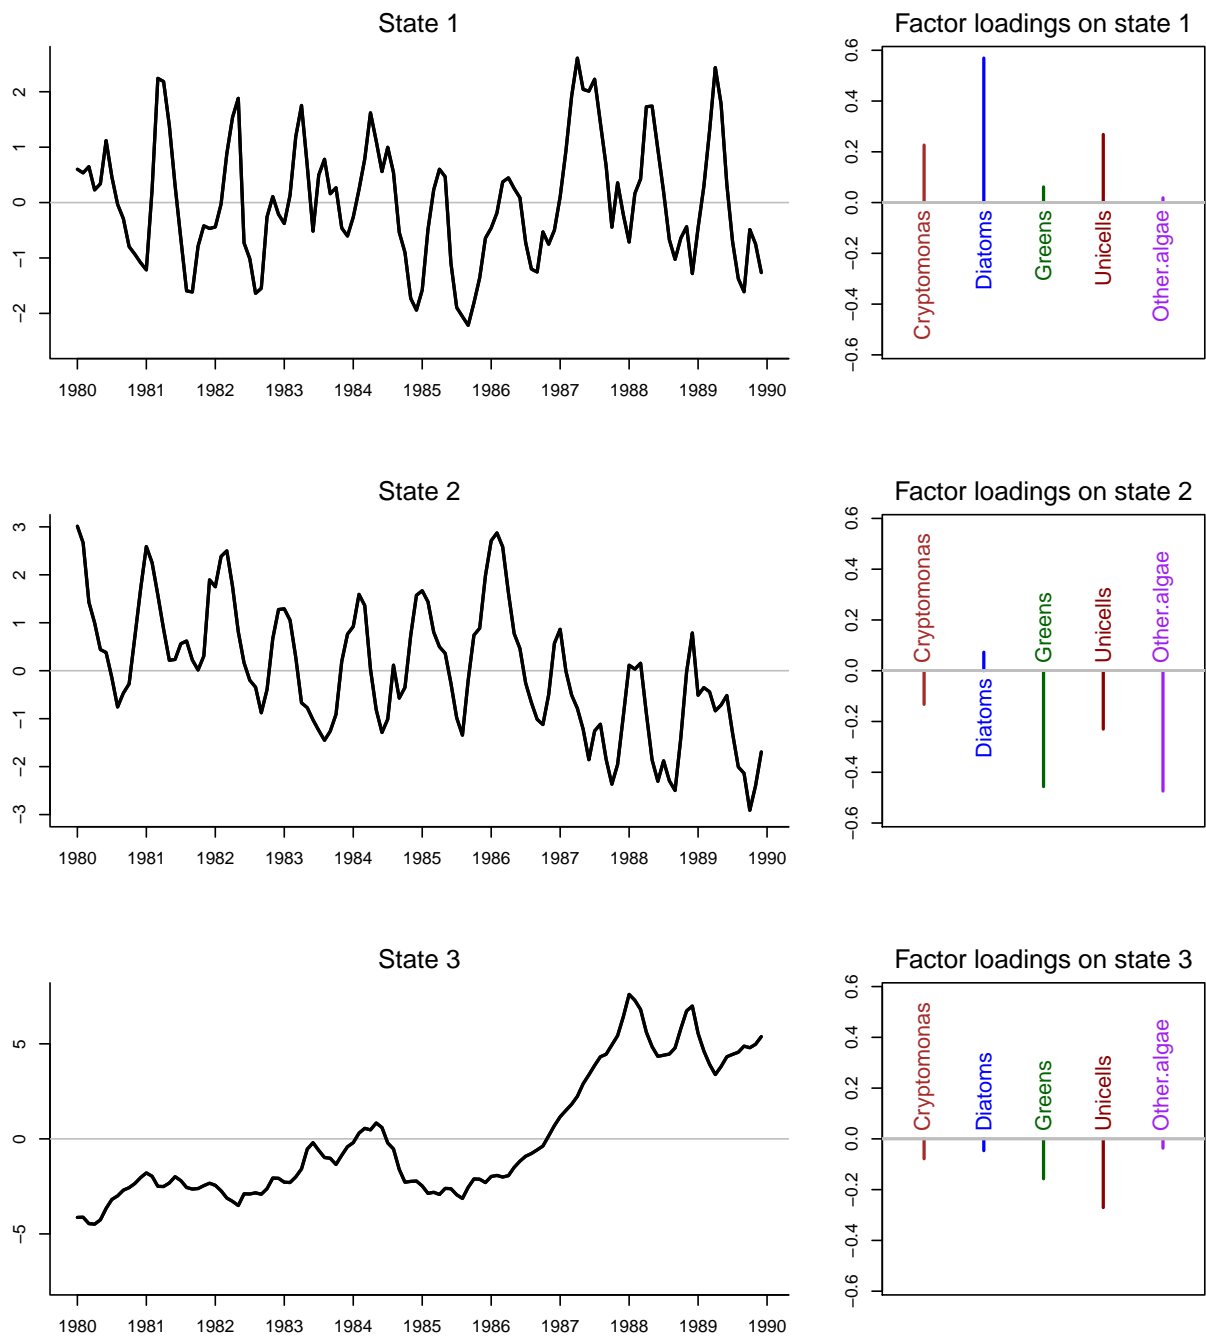 State 1
2
1
0
−1
−2
1980 1981 1982 1983 1984 1985 1986 1987 1988 1989 1990
Factor loadings on state 1
0.6
0.4
0.2
0.0
−0.2
−0.4
−0.6
Cryptomonas
Diatoms
Greens
Unicells
Other.algae
State 2
3
2
1
0
−1
−2
−3
1980 1981 1982 1983 1984 1985 1986 1987 1988 1989 1990
Factor loadings on state 2
0.6
0.4
0.2
0.0
−0.2
−0.4
−0.6
Cryptomonas
Diatoms
Greens
Unicells
Other.algae
State 3
5
0
−5
1980 1981 1982 1983 1984 1985 1986 1987 1988 1989 1990
Factor loadings on state 3
0.6
0.4
0.2
0.0
−0.2
−0.4
−0.6
Cryptomonas
Diatoms
Greens
Unicells
Other.algae